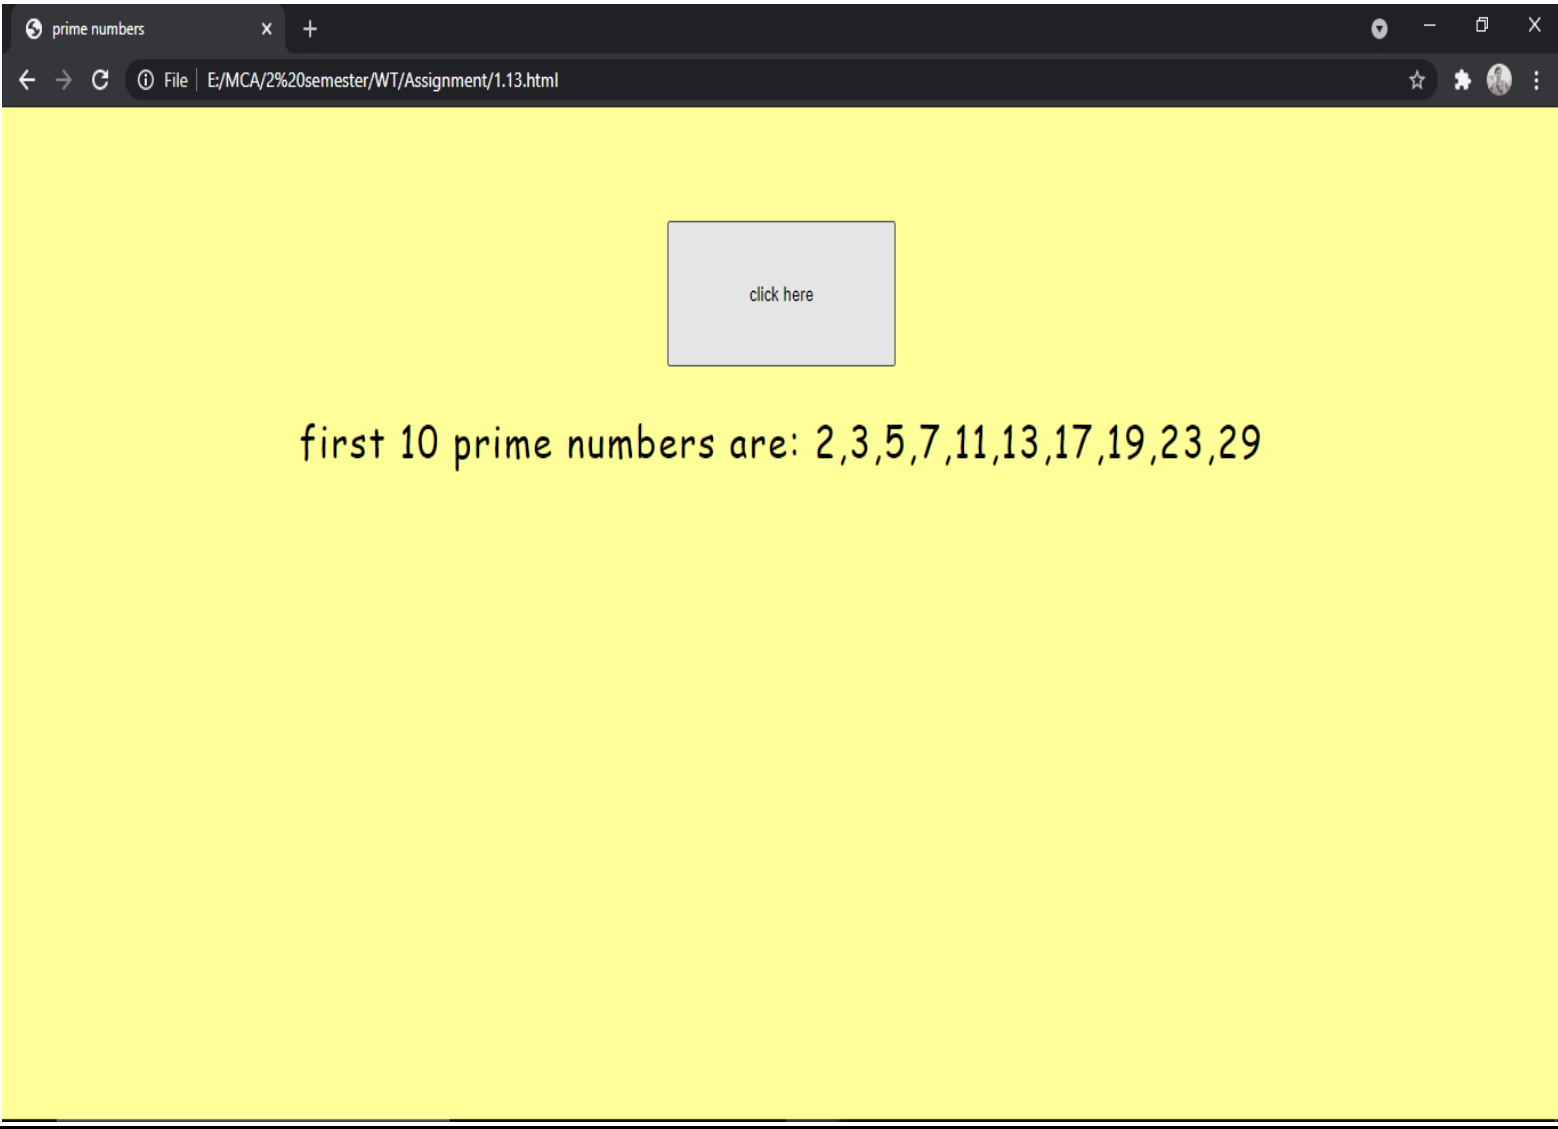 prime numbers
File E:/MCA/2%20semester/WT/Assignment/1.13.html
click here
first 10 prime numbers are: 2,3,5,7,11,13,17,19,23,29